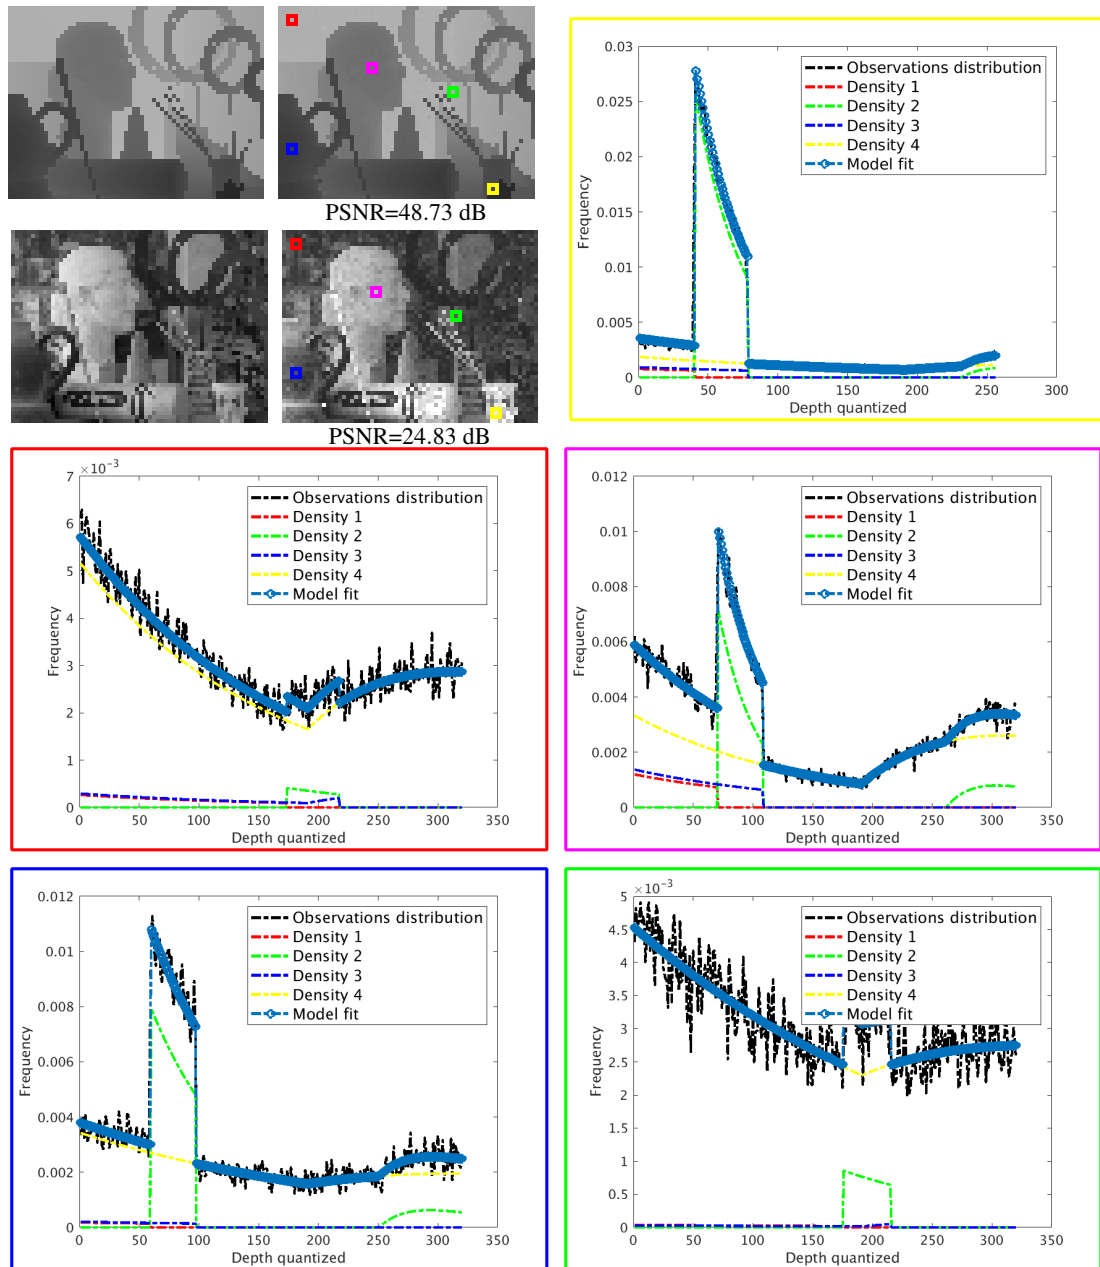 PSNR=48.73 dB
PSNR=24.83 dB
0.03
0.025
0.02
0.015
0.01
0.005
0
Frequency
0 50 100 150 200 250 300
Depth quantized
Observations distribution
Density 1
Density 2
Density 3
Density 4
Model fit
×10⁻³
7
6
5
4
3
2
1
0
Frequency
0 50 100 150 200 250 300 350
Depth quantized
Observations distribution
Density 1
Density 2
Density 3
Density 4
Model fit
0.012
0.01
0.008
0.006
0.004
0.002
0
Frequency
0 50 100 150 200 250 300 350
Depth quantized
Observations distribution
Density 1
Density 2
Density 3
Density 4
Model fit
0.012
0.01
0.008
0.006
0.004
0.002
0
Frequency
0 50 100 150 200 250 300 350
Depth quantized
Observations distribution
Density 1
Density 2
Density 3
Density 4
Model fit
×10⁻³
5
4.5
4
3.5
3
2.5
2
1.5
1
0.5
0
Frequency
0 50 100 150 200 250 300 350
Depth quantized
Observations distribution
Density 1
Density 2
Density 3
Density 4
Model fit